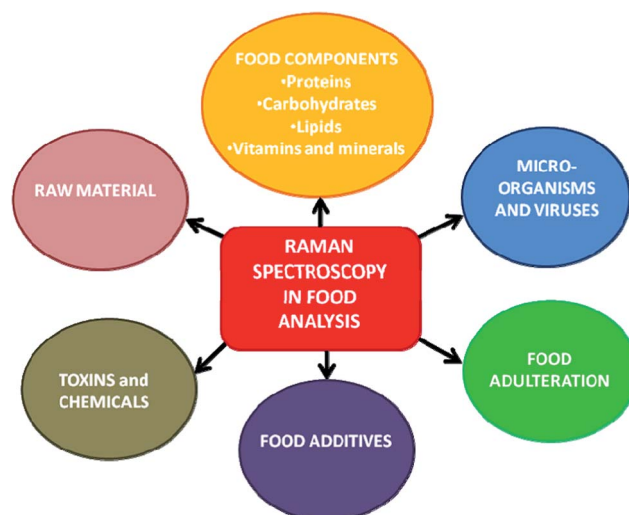 FOOD COMPONENTS
•Proteins
•Carbohydrates
•Lipids
•Vitamins and minerals
RAW MATERIAL
MICRO-
ORGANISMS
AND VIRUSES
RAMAN
SPECTROSCOPY
IN FOOD
ANALYSIS
TOXINS and
CHEMICALS
FOOD
ADULTERATION
FOOD ADDITIVES